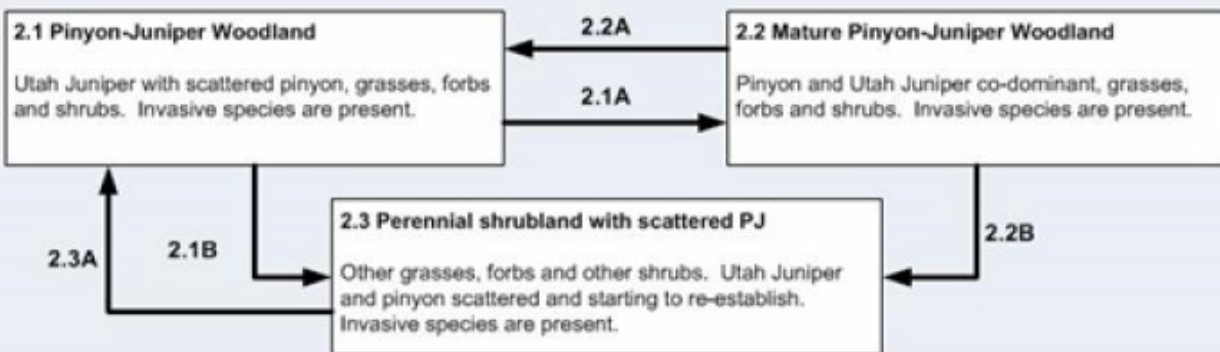 2.1 Pinyon-Juniper Woodland
Utah Juniper with scattered pinyon, grasses, forbs
and shrubs. Invasive species are present.
2.2A
2.1A
2.2 Mature Pinyon-Juniper Woodland
Pinyon and Utah Juniper co-dominant, grasses,
forbs and shrubs. Invasive species are present.
2.3A
2.1B
2.3 Perennial shrubland with scattered PJ
Other grasses, forbs and other shrubs. Utah Juniper
and pinyon scattered and starting to re-establish.
Invasive species are present.
2.2B